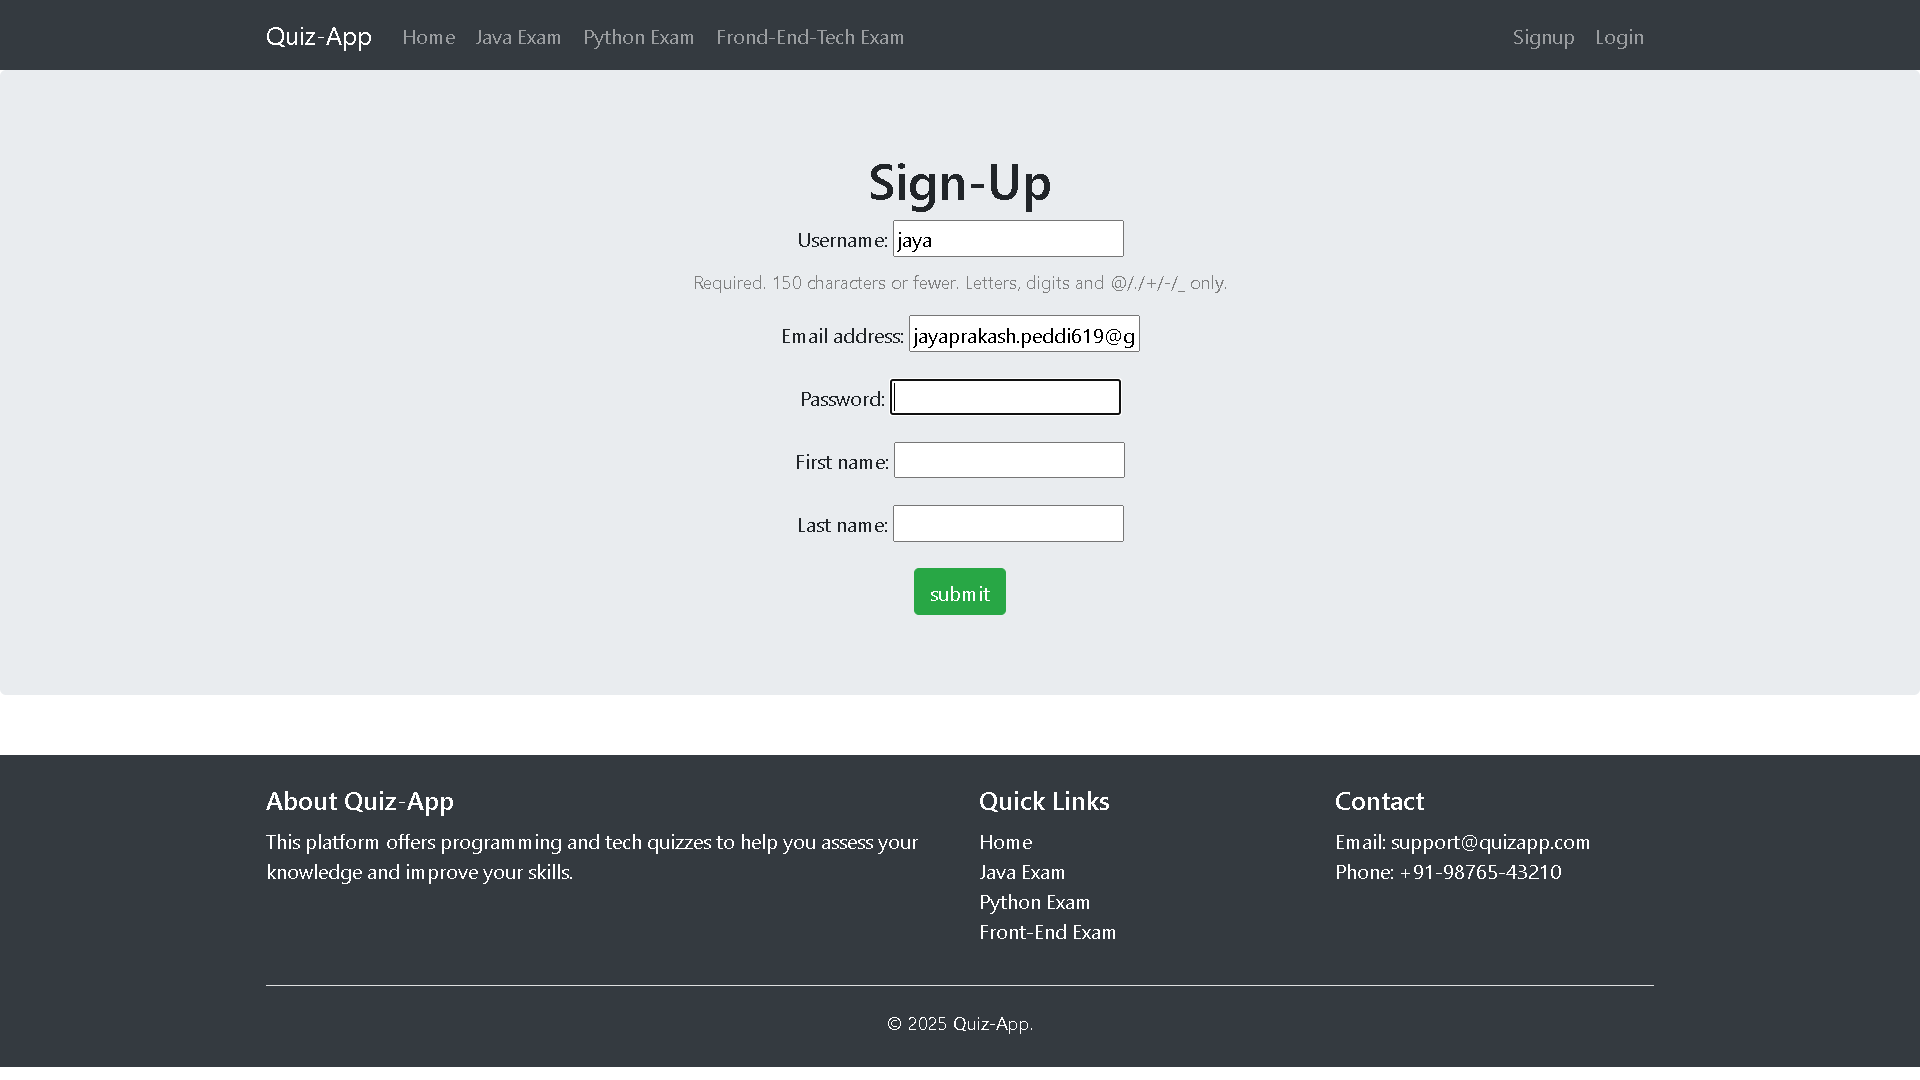 Quiz-App Home Java Exam Python Exam Frond-End-Tech Exam Signup Login
Sign-Up
Username: jaya
Required. 150 characters or fewer. Letters, digits and @/./+/-/_ only.
Email address: jayaprakash.peddi619@g
Password:
First name:
Last name:
submit
About Quiz-App
This platform offers programming and tech quizzes to help you assess your
knowledge and improve your skills.
Quick Links
Home
Java Exam
Python Exam
Front-End Exam
Contact
Email: support@quizapp.com
Phone: +91-98765-43210
© 2025 Quiz-App.